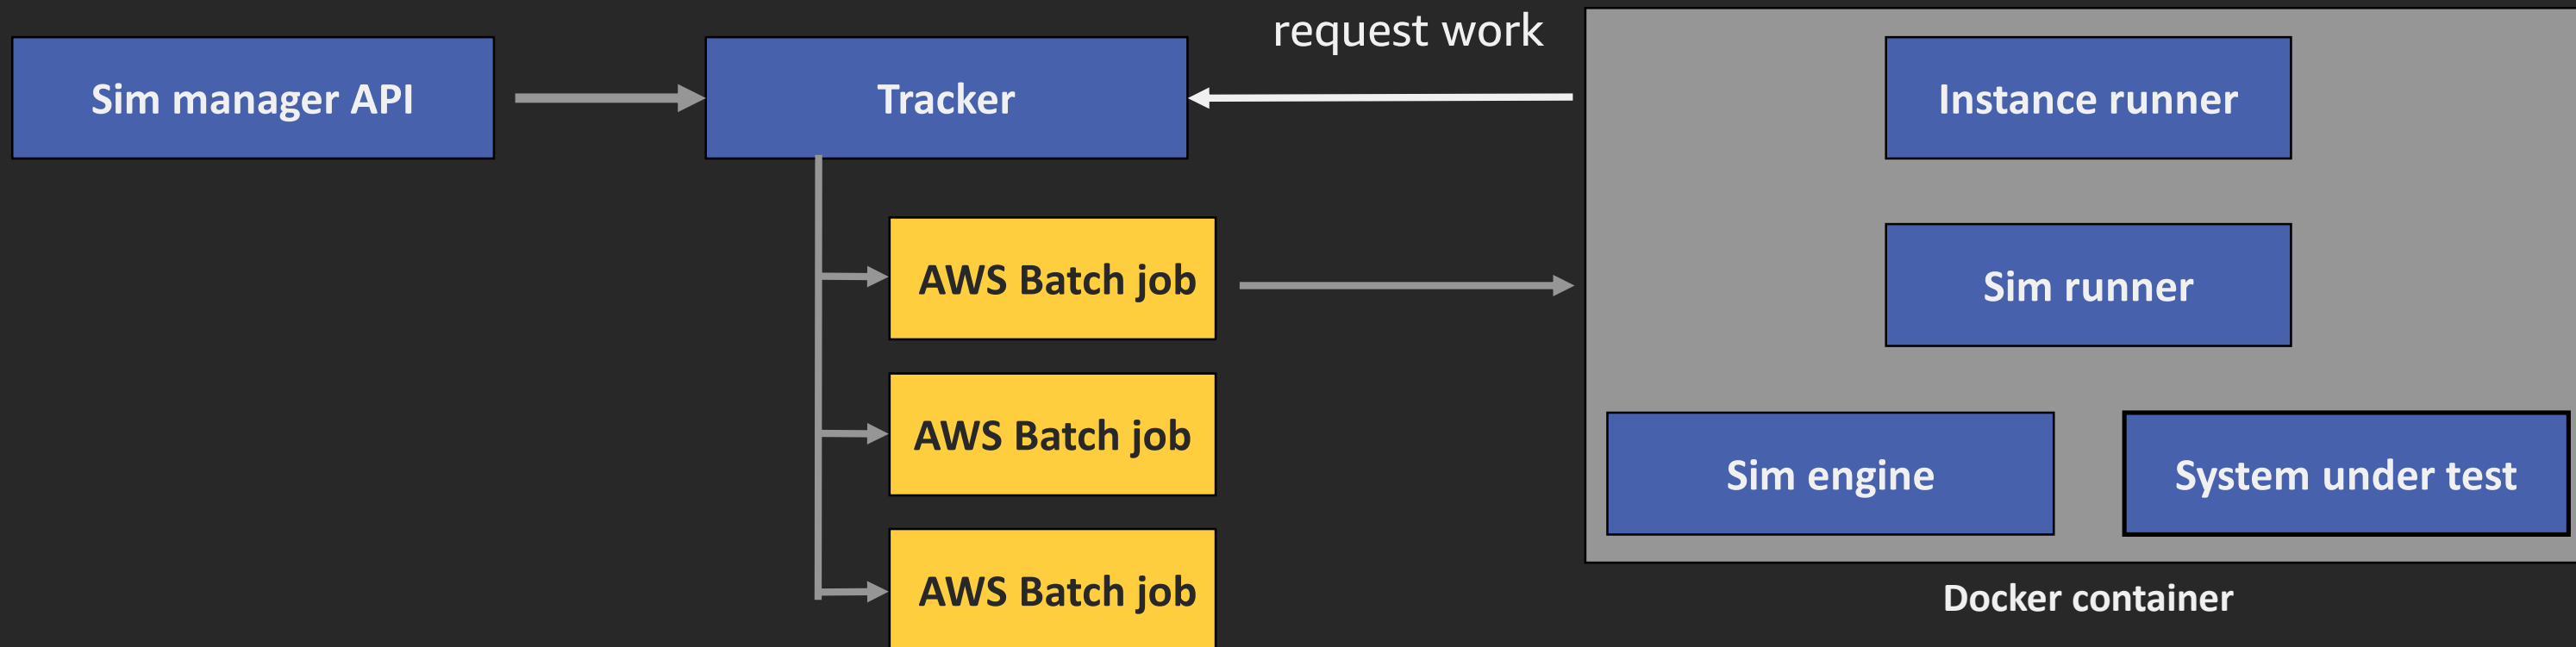 request work
Sim manager API
Tracker
Instance runner
AWS Batch job
Sim runner
AWS Batch job
Sim engine
System under test
AWS Batch job
Docker container